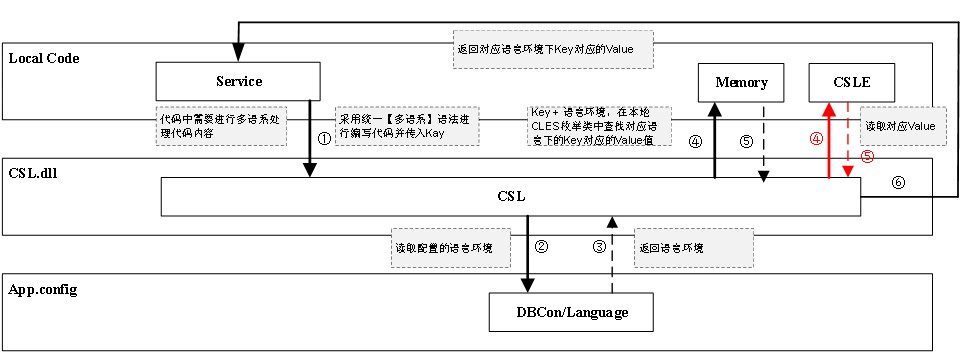 返回对应语言环境下Key对应的Value
Local Code
Service
Memory
CSLE
代码中需要进行多语系处
理代码内容
①
采用统一【多语系】语法进
行编写代码并传入Kay
Key + 语言环境，在本地
CLES枚举类中查找对应语言
下的Key对应的Value值
④
⑤
④
读取对应Value
⑤
CSL.dll
⑥
CSL
读取配置的语言环境
②
③
返回语言环境
App.config
DBCon/Language